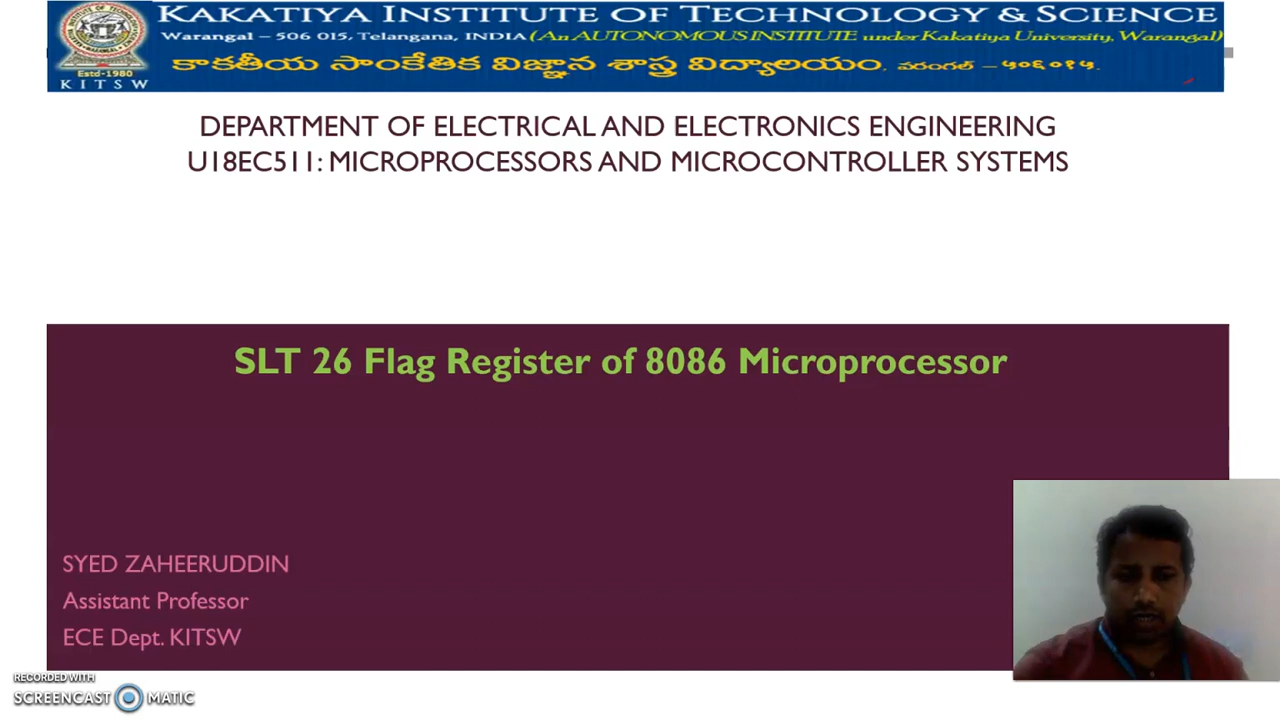 KAKATIYA INSTITUTE OF TECHNOLOGY & SCIENCE
Warangal – 506 015, Telangana, INDIA (An AUTONOMOUS INSTITUTE under Kakatiya University, Warangal)
కాకతీయ సాంకేతిక విజ్ఞాన శాస్త్ర విద్యాలయం, వరంగల్ – ౫౦౬౦౧౫.
Estd-1980
KITSW
DEPARTMENT OF ELECTRICAL AND ELECTRONICS ENGINEERING
U18EC511: MICROPROCESSORS AND MICROCONTROLLER SYSTEMS
SLT 26 Flag Register of 8086 Microprocessor
SYED ZAHEERUDDIN
Assistant Professor
ECE Dept. KITSW
RECORDED WITH
SCREENCAST MATIC